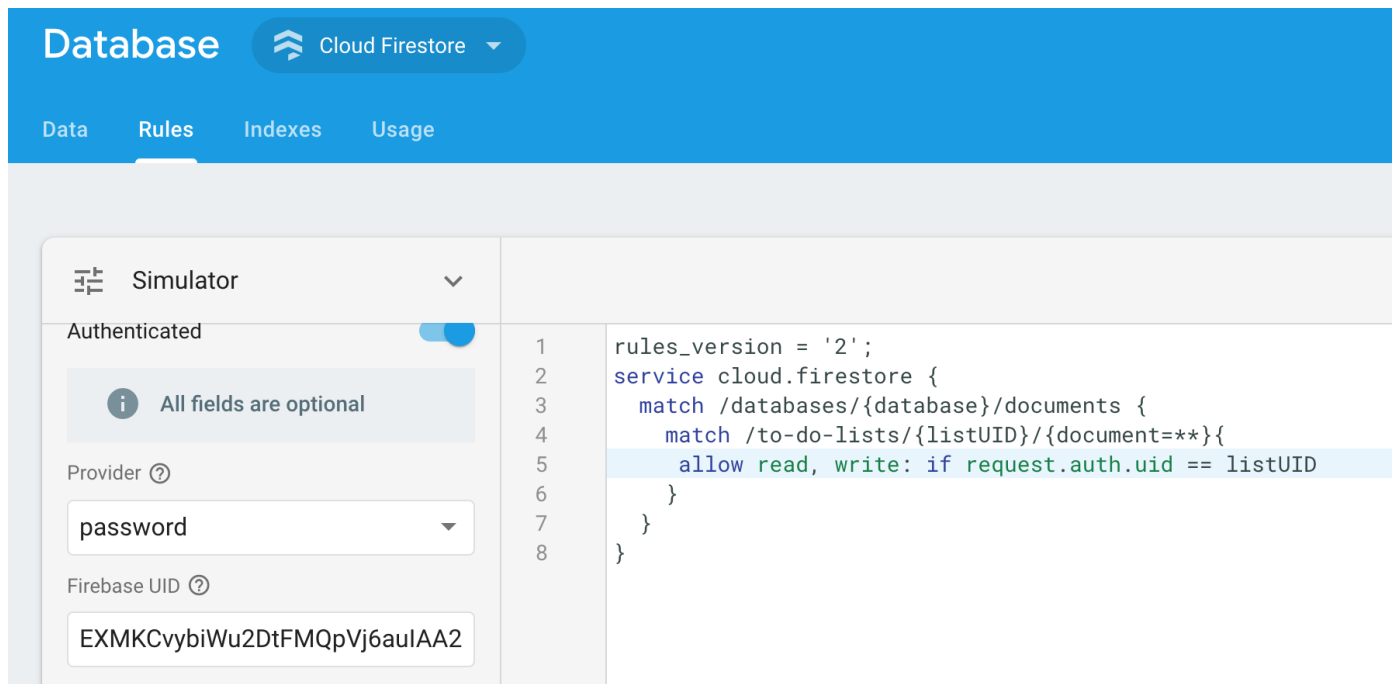 Database Cloud Firestore
Data Rules Indexes Usage
Simulator
Authenticated
All fields are optional
Provider
password
Firebase UID
EXMKCvybiWu2DtFMQpVj6auIAA2
1 rules_version = '2';
2 service cloud.firestore {
3 match /databases/{database}/documents {
4 match /to-do-lists/{listUID}/{document=**}{
5 allow read, write: if request.auth.uid == listUID
6 }
7 }
8 }